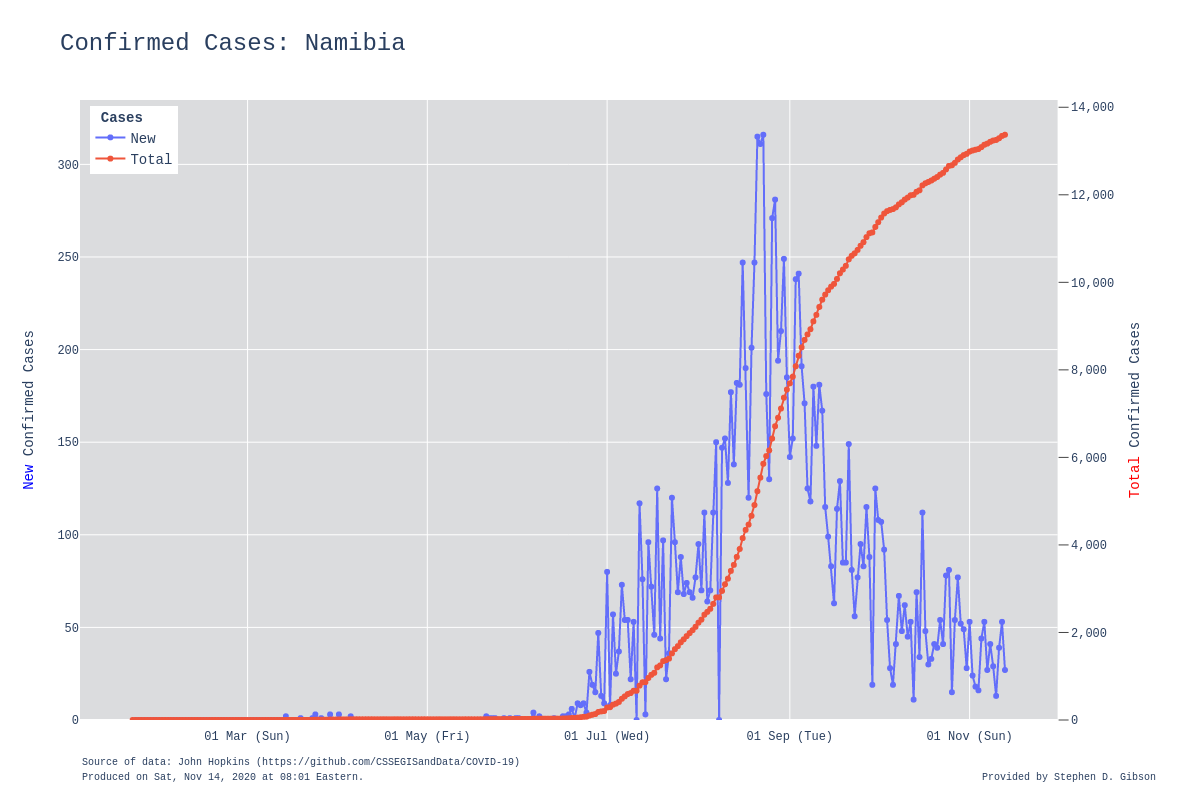 Confirmed Cases: Namibia
Cases
New
Total
300
250
200
150
100
50
0
14,000
12,000
10,000
8,000
6,000
4,000
2,000
0
New Confirmed Cases
Total Confirmed Cases
01 Mar (Sun)
01 May (Fri)
01 Jul (Wed)
01 Sep (Tue)
01 Nov (Sun)
Source of data: John Hopkins (https://github.com/CSSEGISandData/COVID-19)
Produced on Sat, Nov 14, 2020 at 08:01 Eastern.
Provided by Stephen D. Gibson